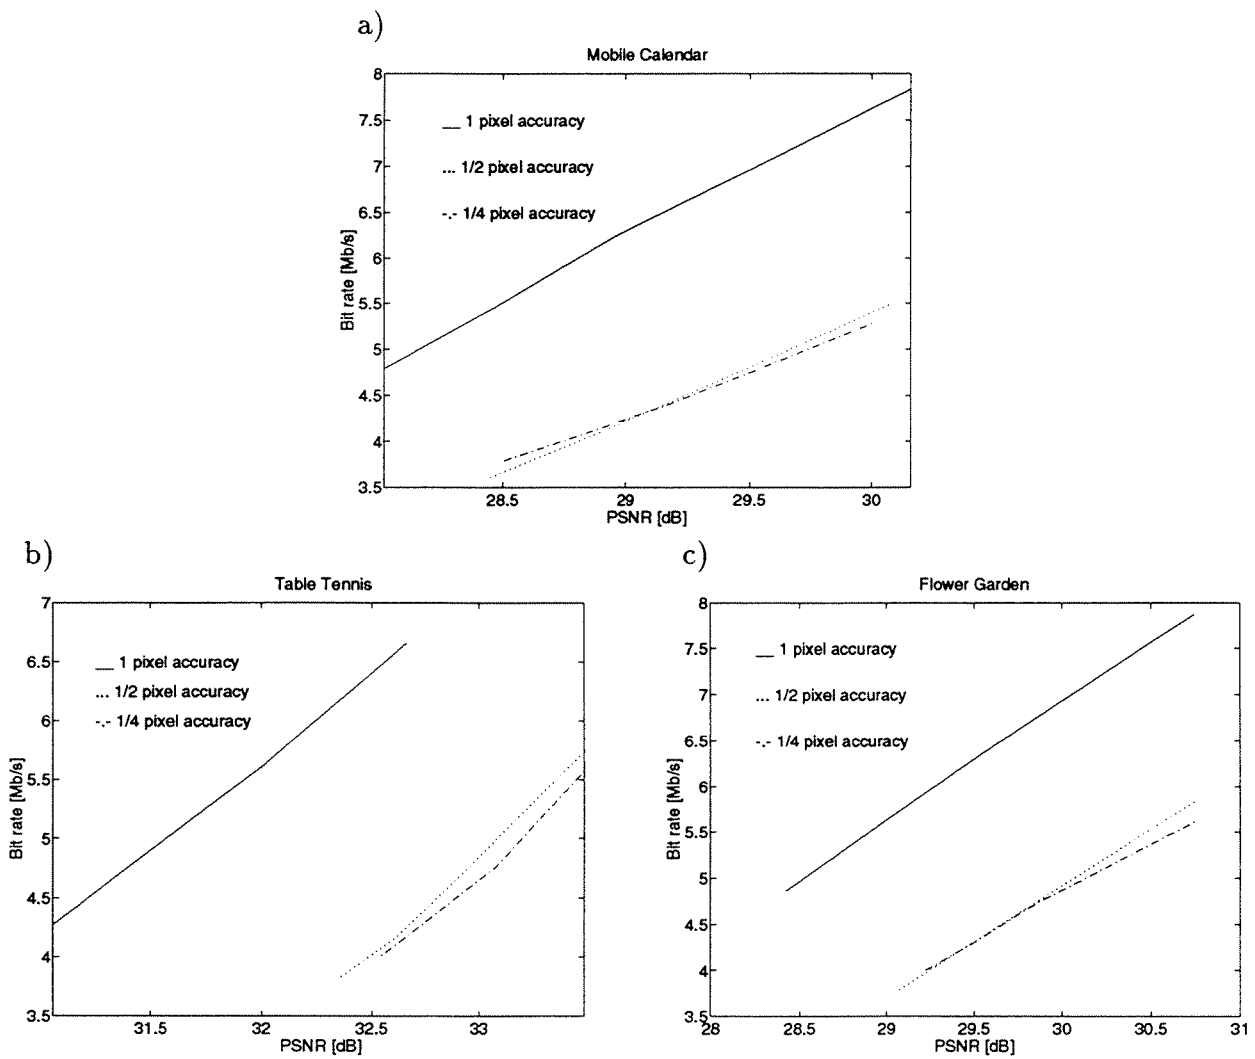 a)
Mobile Calendar
8
7.5
7
6.5
6
5.5
5
4.5
4
3.5
Bit rate [Mb/s]
1 pixel accuracy
1/2 pixel accuracy
1/4 pixel accuracy
28.5 29 29.5 30
PSNR [dB]
b)
Table Tennis
7
6.5
6
5.5
5
4.5
4
3.5
Bit rate [Mb/s]
1 pixel accuracy
1/2 pixel accuracy
1/4 pixel accuracy
31.5 32 32.5 33
PSNR [dB]
c)
Flower Garden
8
7.5
7
6.5
6
5.5
5
4.5
4
3.5
Bit rate [Mb/s]
1 pixel accuracy
1/2 pixel accuracy
1/4 pixel accuracy
28 28.5 29 29.5 30 30.5 31
PSNR [dB]